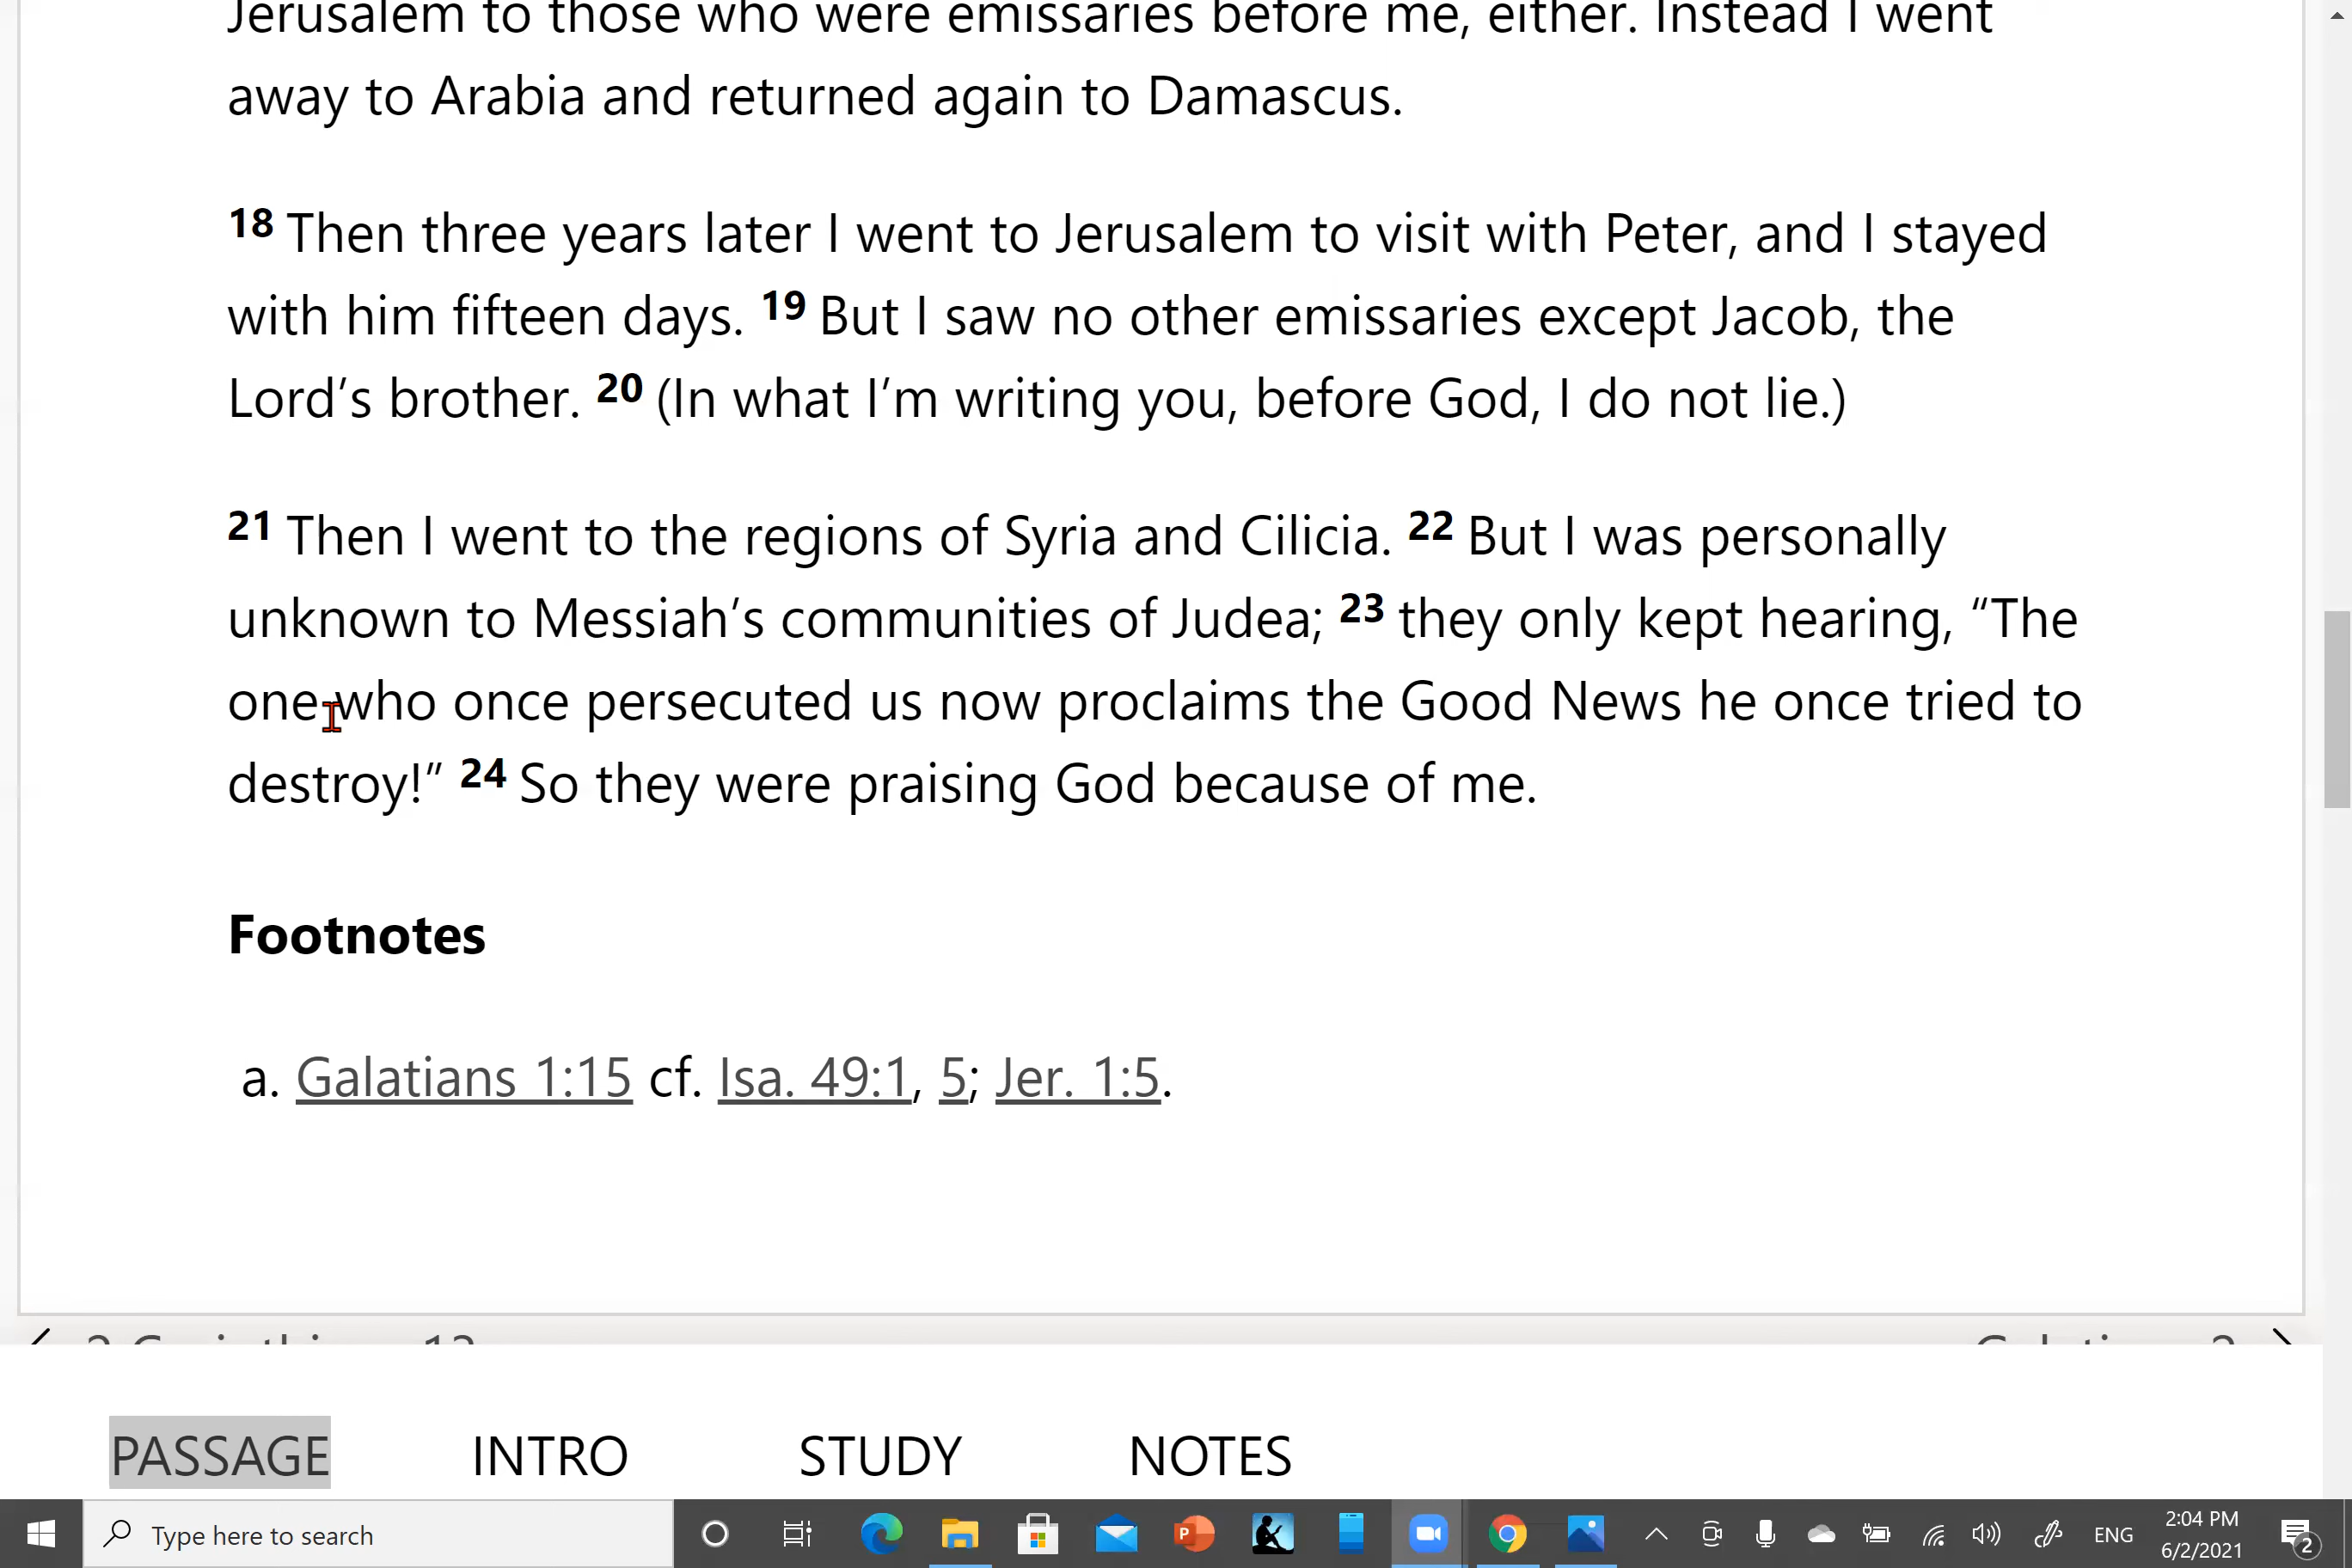 Jerusalem to those who were emissaries before me, either. Instead I went
away to Arabia and returned again to Damascus.
18 Then three years later I went to Jerusalem to visit with Peter, and I stayed
with him fifteen days. 19 But I saw no other emissaries except Jacob, the
Lord’s brother. 20 (In what I’m writing you, before God, I do not lie.)
21 Then I went to the regions of Syria and Cilicia. 22 But I was personally
unknown to Messiah’s communities of Judea; 23 they only kept hearing, “The
one who once persecuted us now proclaims the Good News he once tried to
destroy!” 24 So they were praising God because of me.
Footnotes
a. Galatians 1:15 cf. Isa. 49:1, 5; Jer. 1:5.
PASSAGE INTRO STUDY NOTES
Type here to search
P
ENG
2:04 PM
6/2/2021
2